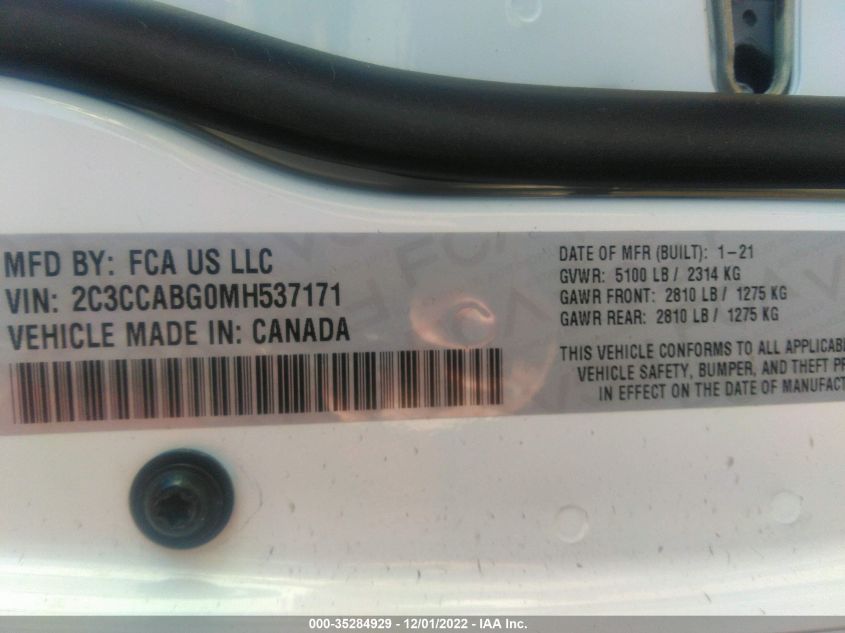 MFD BY: FCA US LLC
VIN: 2C3CCABG0MH537171
VEHICLE MADE IN: CANADA
DATE OF MFR (BUILT): 1-21
GVWR: 5100 LB / 2314 KG
GAWR FRONT: 2810 LB / 1275 KG
GAWR REAR: 2810 LB / 1275 KG
THIS VEHICLE CONFORMS TO ALL
VEHICLE SAFETY, BUMPER, AND THEFT
IN EFFECT ON THE DATE OF
000-35284929 - 12/01/2022 - IAA Inc.